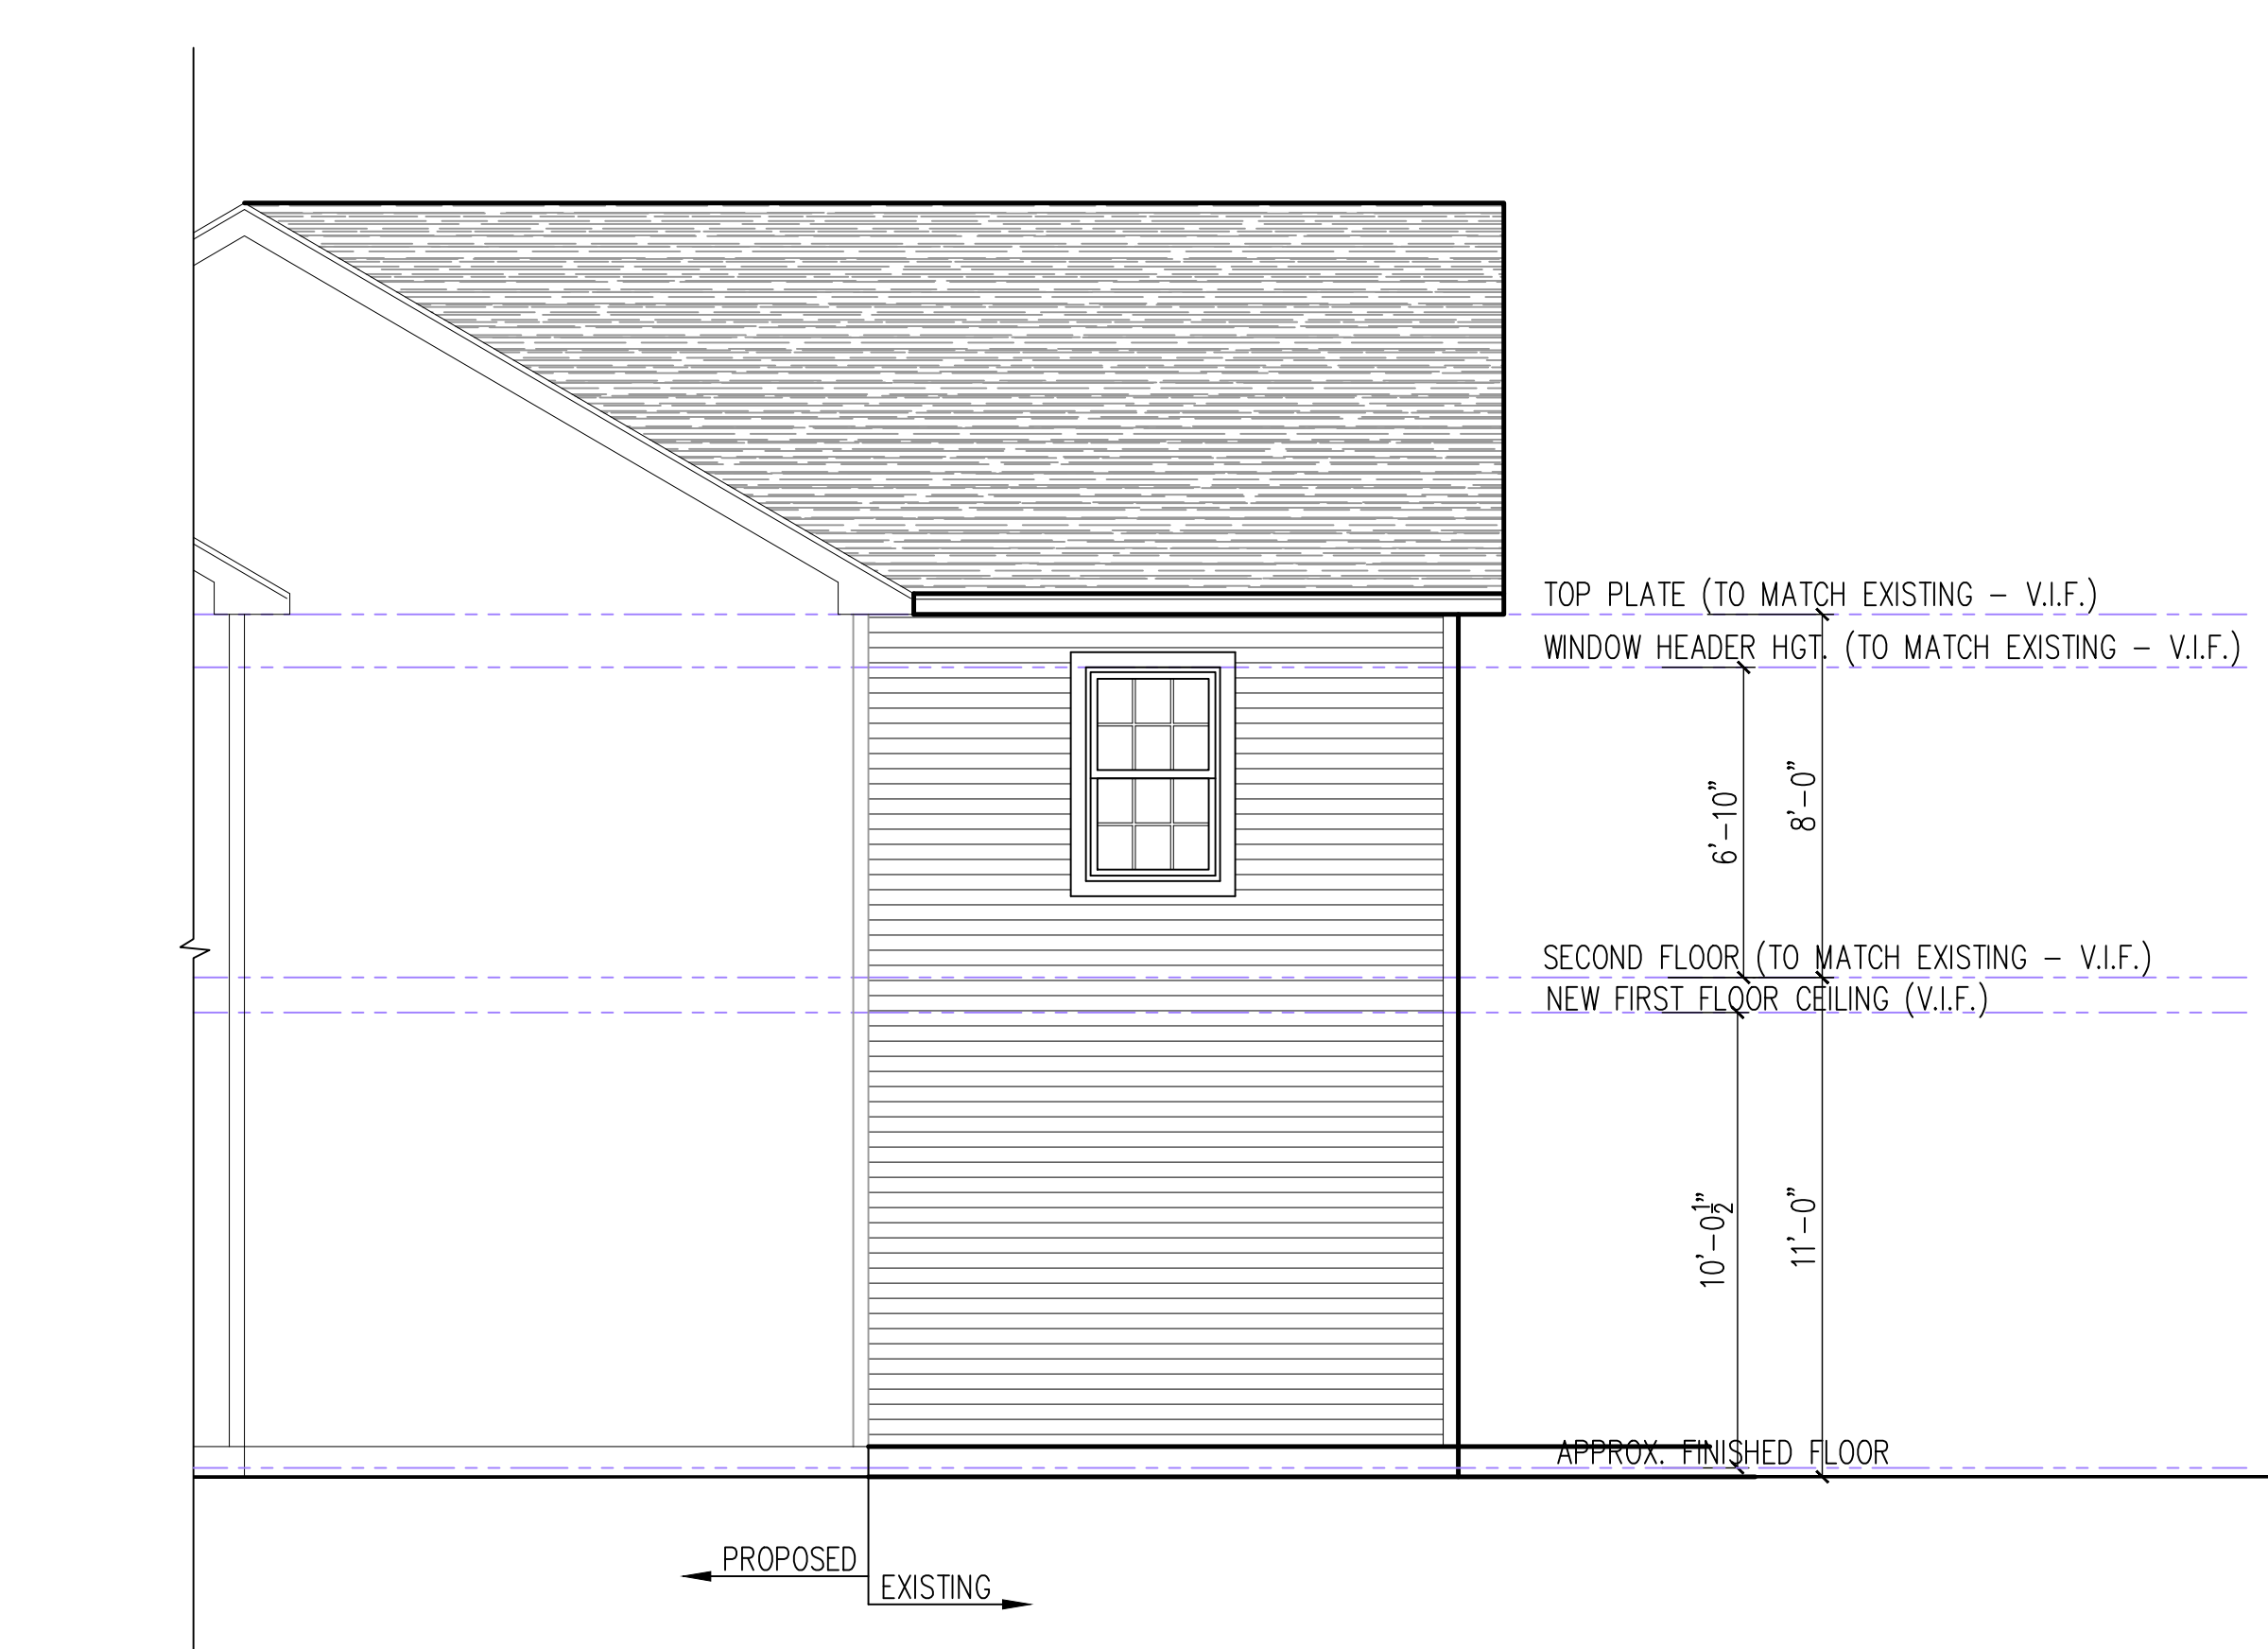 TOP PLATE (TO MATCH EXISTING – V.I.F.)
WINDOW HEADER HGT. (TO MATCH EXISTING – V.I.F.)
6'-10"
8'-0"
SECOND FLOOR (TO MATCH EXISTING – V.I.F.)
NEW FIRST FLOOR CEILING (V.I.F.)
10'-0½"
11'-0"
APPROX. FINISHED FLOOR
PROPOSED
EXISTING